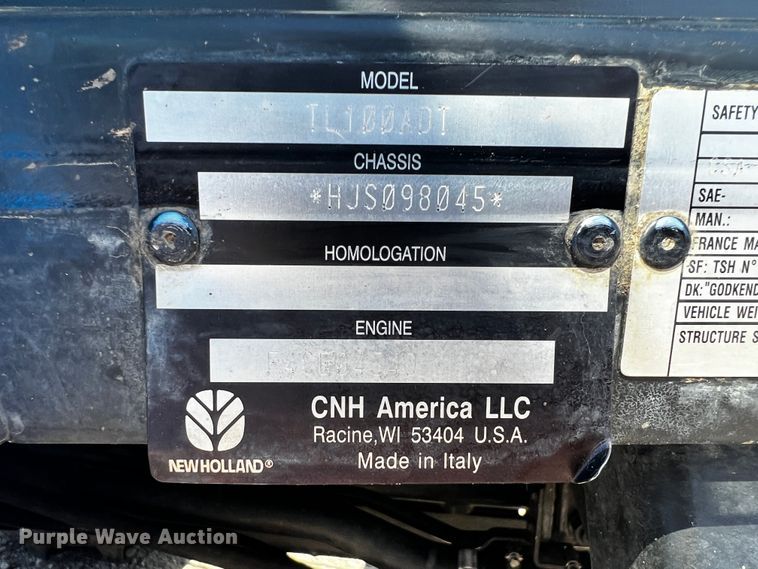 MODEL
TL100ADT
CHASSIS
*HJS098045*
HOMOLOGATION
ENGINE
CNH America LLC
Racine, WI 53404 U.S.A.
Made in Italy
NEW HOLLAND®
SAFETY
SAE-
MAN.:
FRANCE MA
SF: TSH N°
DK:"GODKEND
VEHICLE WEI
STRUCTURE S
Purple Wave Auction